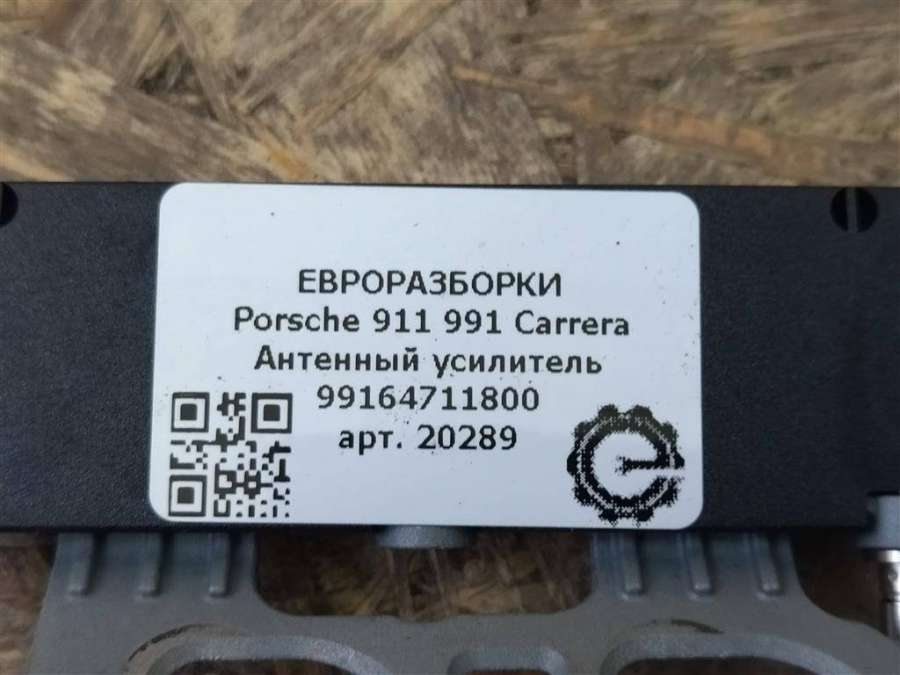 ЕВРОРАЗБОРКИ
Porsche 911 991 Carrera
Антенный усилитель
99164711800
арт. 20289